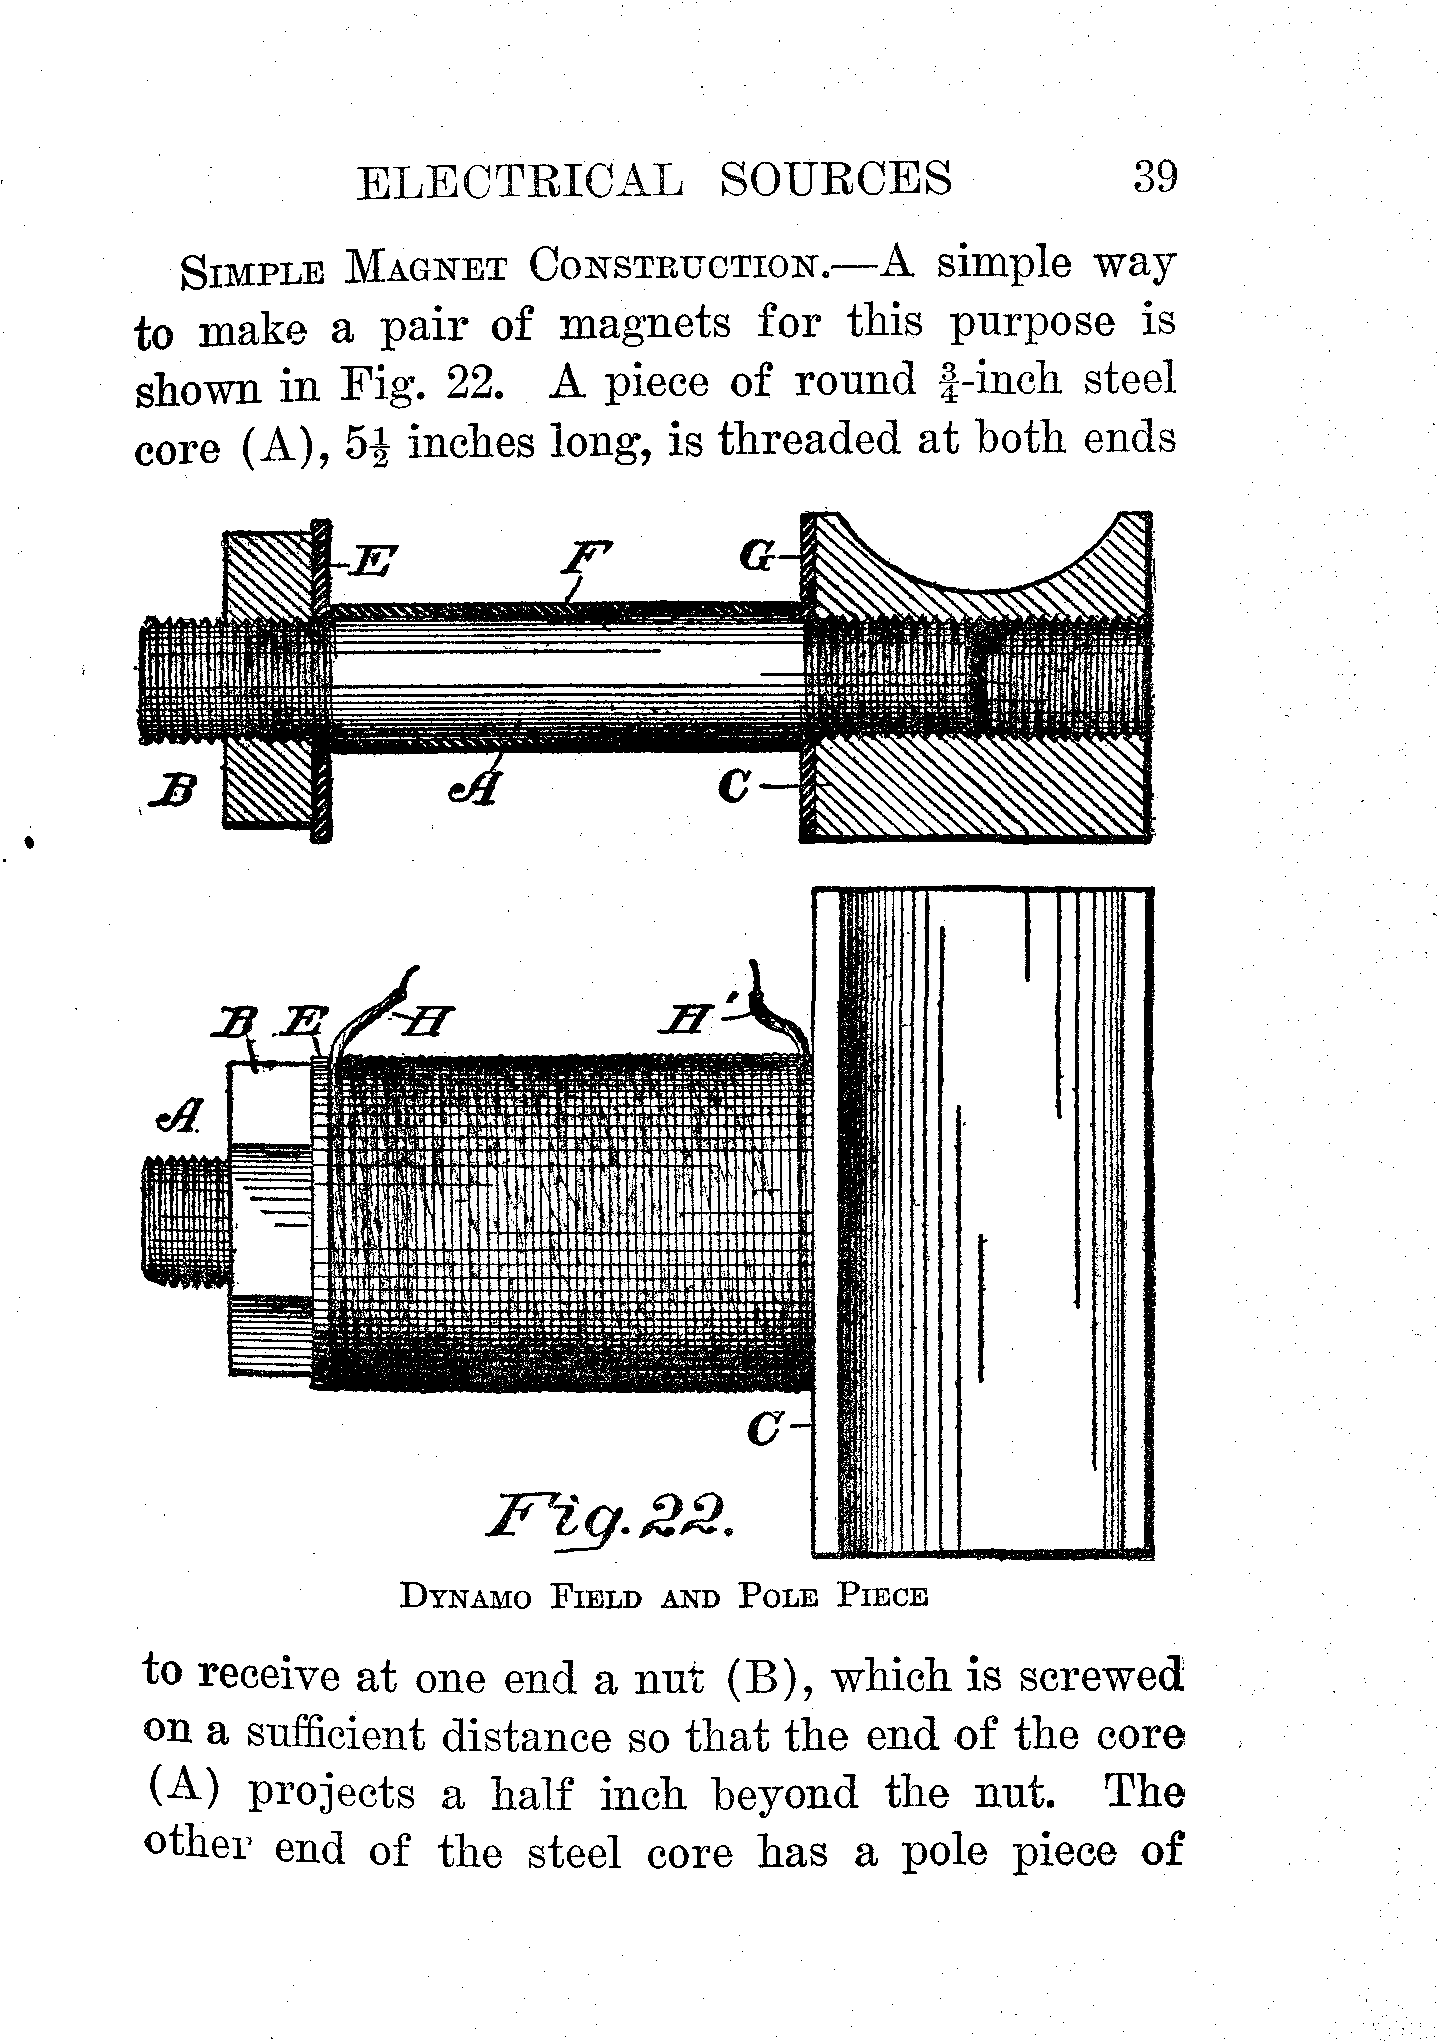 ELECTRICAL SOURCES 39
SIMPLE MAGNET CONSTRUCTION.—A simple way
to make a pair of magnets for this purpose is
shown in Fig. 22. A piece of round ¾-inch steel
core (A), 5½ inches long, is threaded at both ends
E F G
B A C
B E H H'
A
C
Fig. 22.
DYNAMO FIELD AND POLE PIECE
to receive at one end a nut (B), which is screwed
on a sufficient distance so that the end of the core
(A) projects a half inch beyond the nut. The
other end of the steel core has a pole piece of